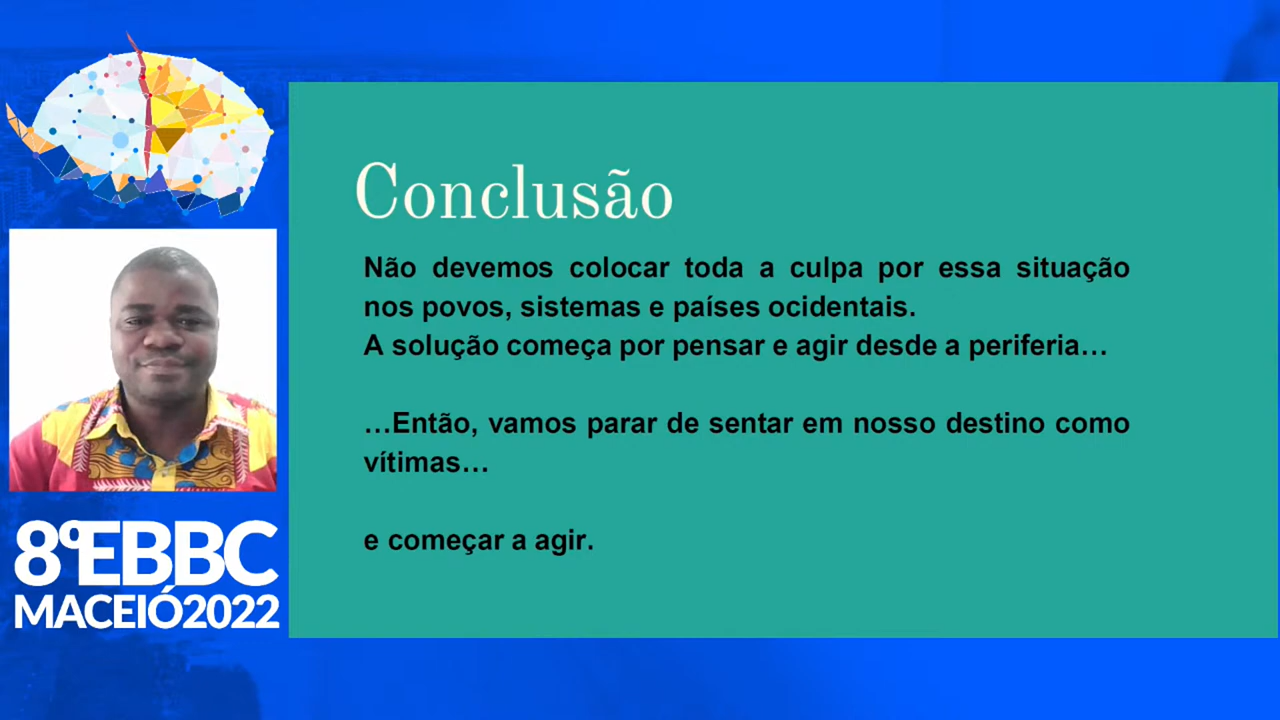 Conclusão
Não devemos colocar toda a culpa por essa situação
nos povos, sistemas e países ocidentais.
A solução começa por pensar e agir desde a periferia…
…Então, vamos parar de sentar em nosso destino como
vítimas…
e começar a agir.
8ºEBBC
MACEIÓ2022